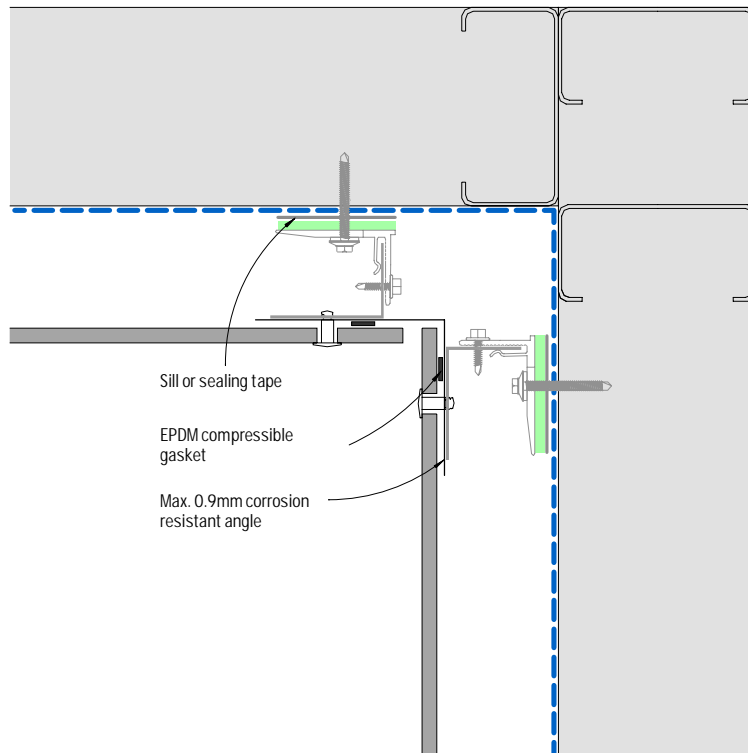 Sill or sealing tape
EPDM compressible
gasket
Max. 0.9mm corrosion
resistant angle